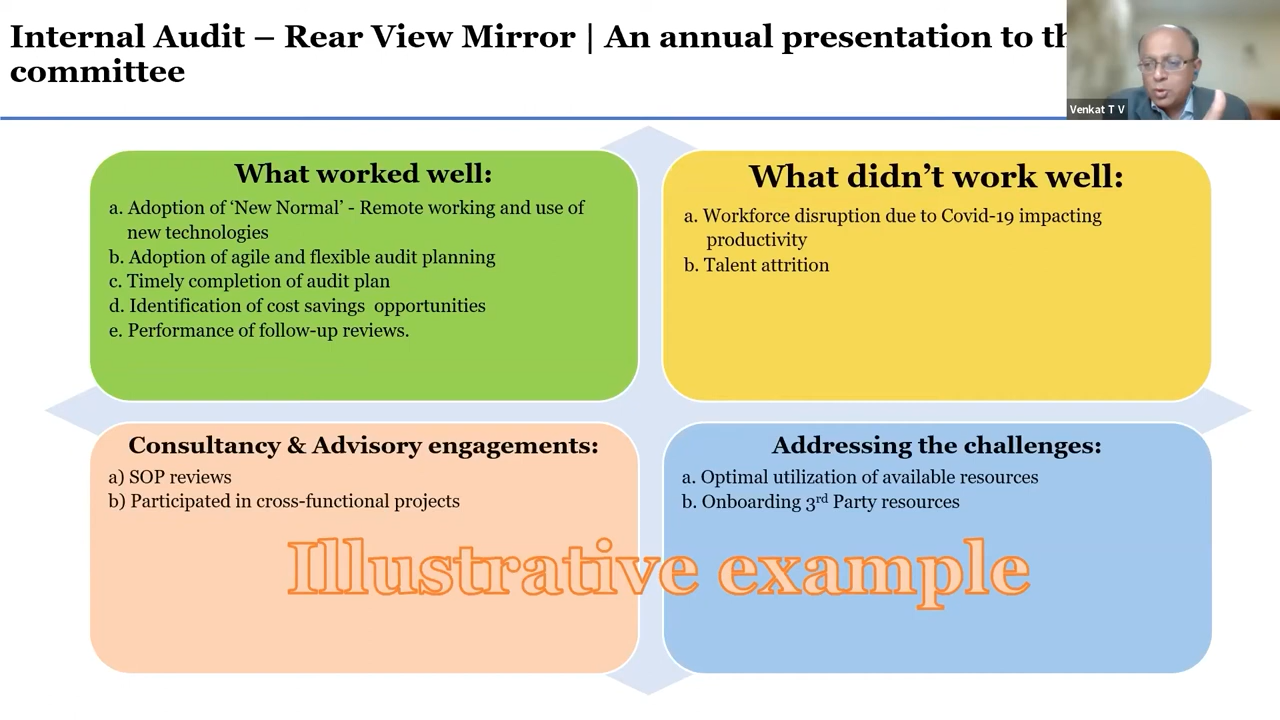 Internal Audit – Rear View Mirror | An annual presentation to
committee
Venkat T V
What worked well:
a. Adoption of ‘New Normal’ - Remote working and use of
new technologies
b. Adoption of agile and flexible audit planning
c. Timely completion of audit plan
d. Identification of cost savings  opportunities
e. Performance of follow-up reviews.
What didn’t work well:
a. Workforce disruption due to Covid-19 impacting
productivity
b. Talent attrition
Consultancy & Advisory engagements:
a) SOP reviews
b) Participated in cross-functional projects
Addressing the challenges:
a. Optimal utilization of available resources
b. Onboarding 3rd Party resources
Illustrative example